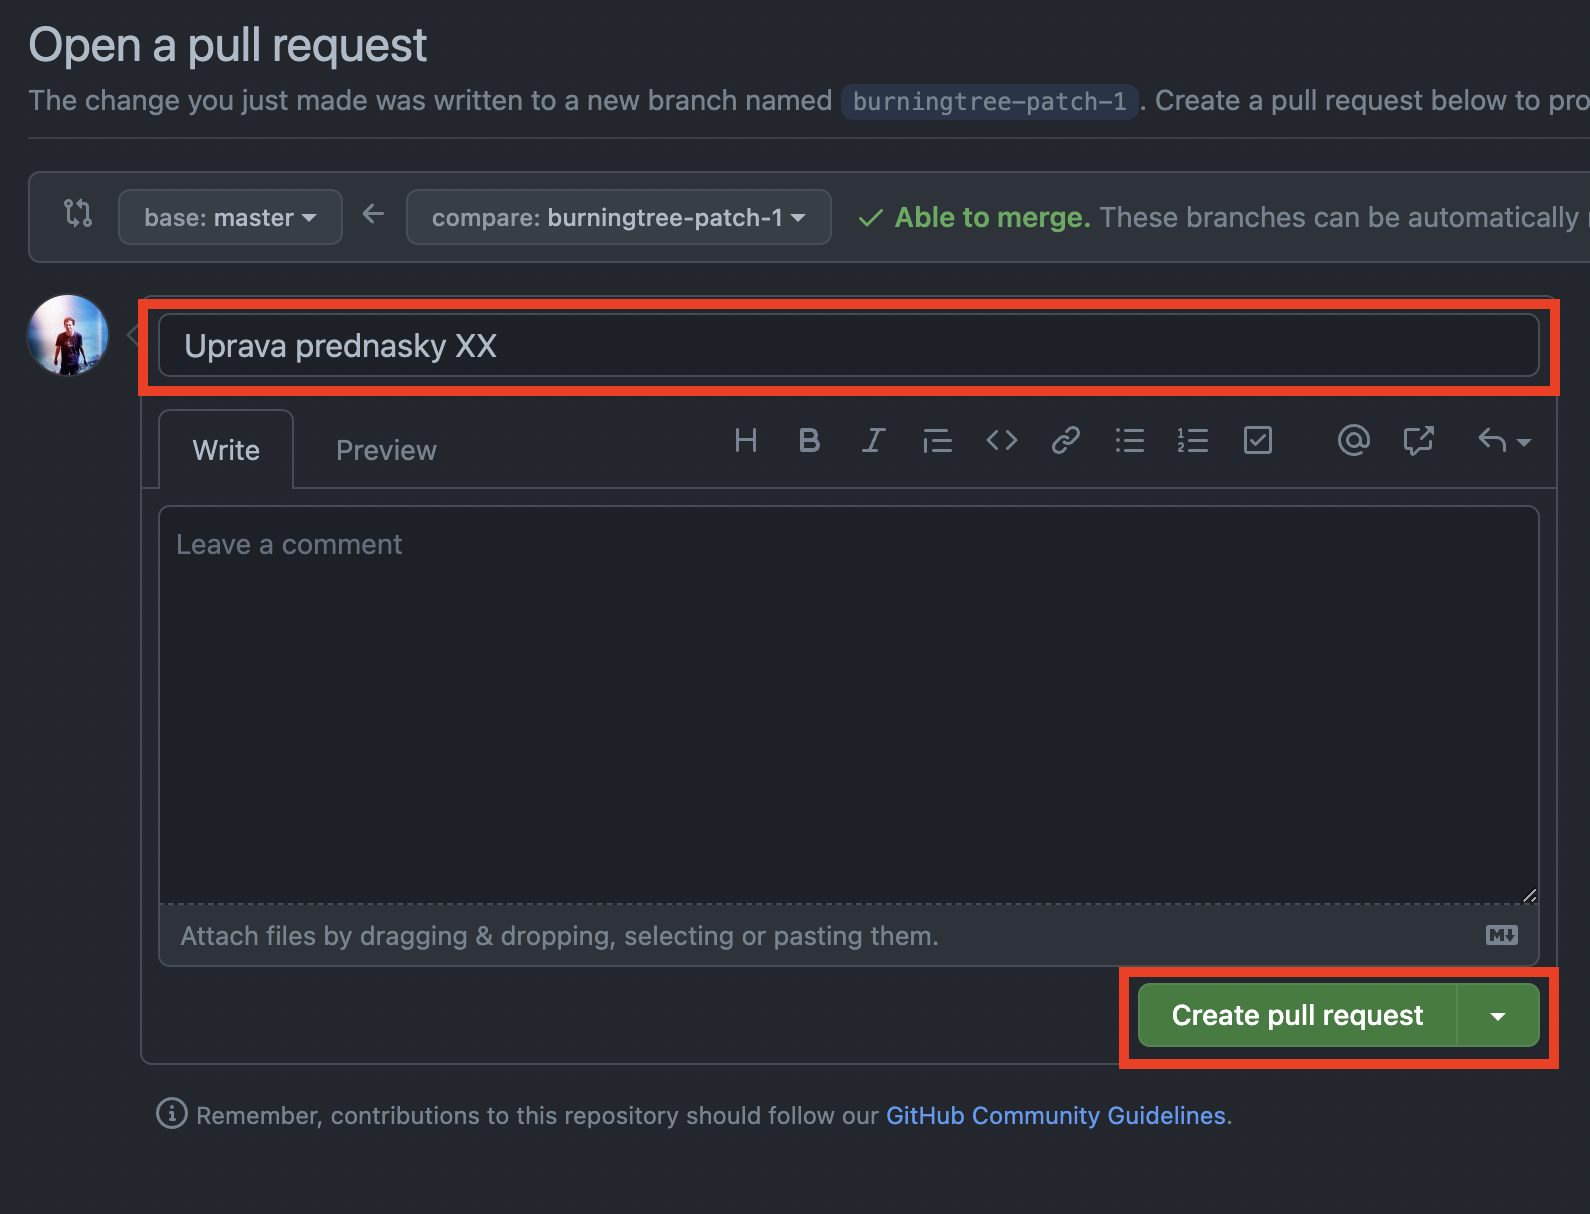 Open a pull request
The change you just made was written to a new branch named burningtree-patch-1. Create a pull request below to pro
base: master
compare: burningtree-patch-1
Able to merge. These branches can be automatically
Uprava prednasky XX
Write
Preview
Leave a comment
Attach files by dragging & dropping, selecting or pasting them.
Create pull request
Remember, contributions to this repository should follow our GitHub Community Guidelines.